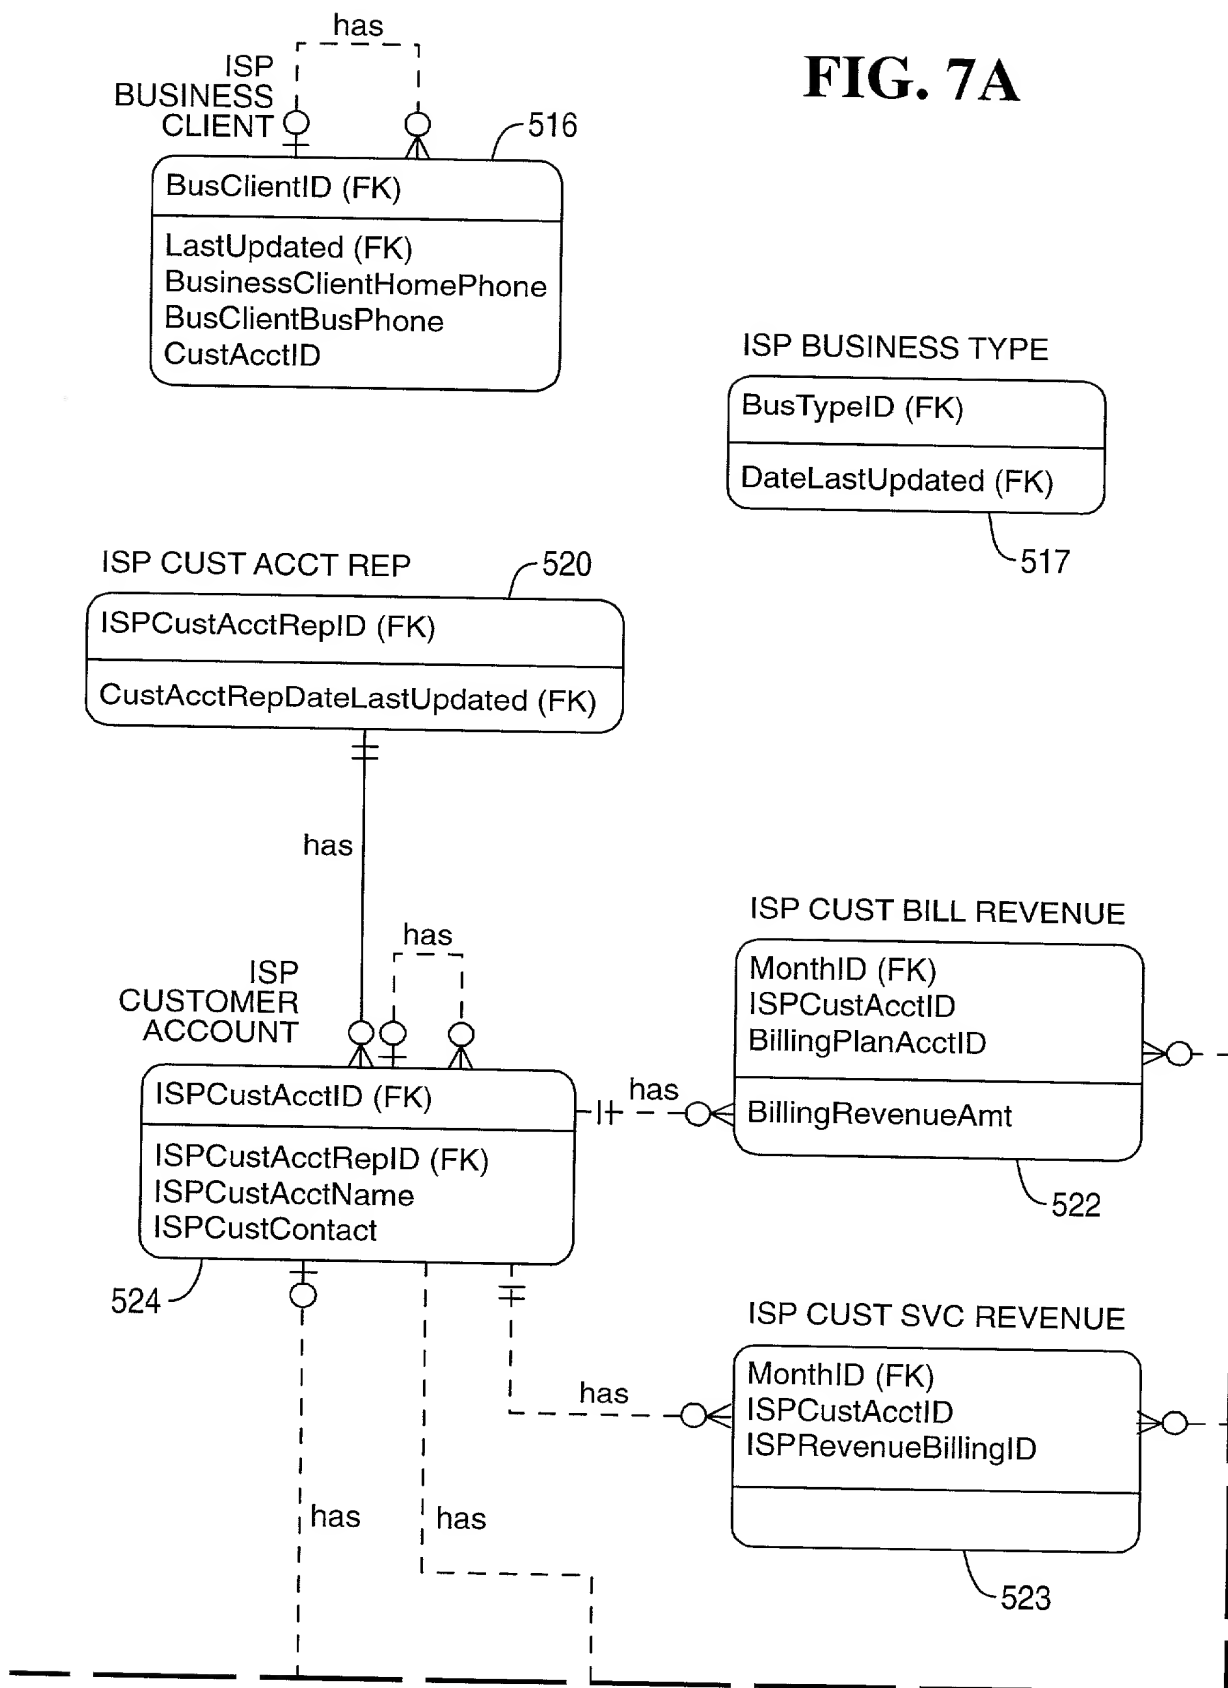 FIG. 7A
has
ISP
BUSINESS
CLIENT
516
BusClientID (FK)
LastUpdated (FK)
BusinessClientHomePhone
BusClientBusPhone
CustAcctID
ISP BUSINESS TYPE
BusTypeID (FK)
DateLastUpdated (FK)
517
ISP CUST ACCT REP
520
ISPCustAcctRepID (FK)
CustAcctRepDateLastUpdated (FK)
has
has
ISP
CUSTOMER
ACCOUNT
ISPCustAcctID (FK)
ISPCustAcctRepID (FK)
ISPCustAcctName
ISPCustContact
524
has
ISP CUST BILL REVENUE
MonthID (FK)
ISPCustAcctID
BillingPlanAcctID
BillingRevenueAmt
522
ISP CUST SVC REVENUE
MonthID (FK)
ISPCustAcctID
ISPRevenueBillingID
523
has
has
has